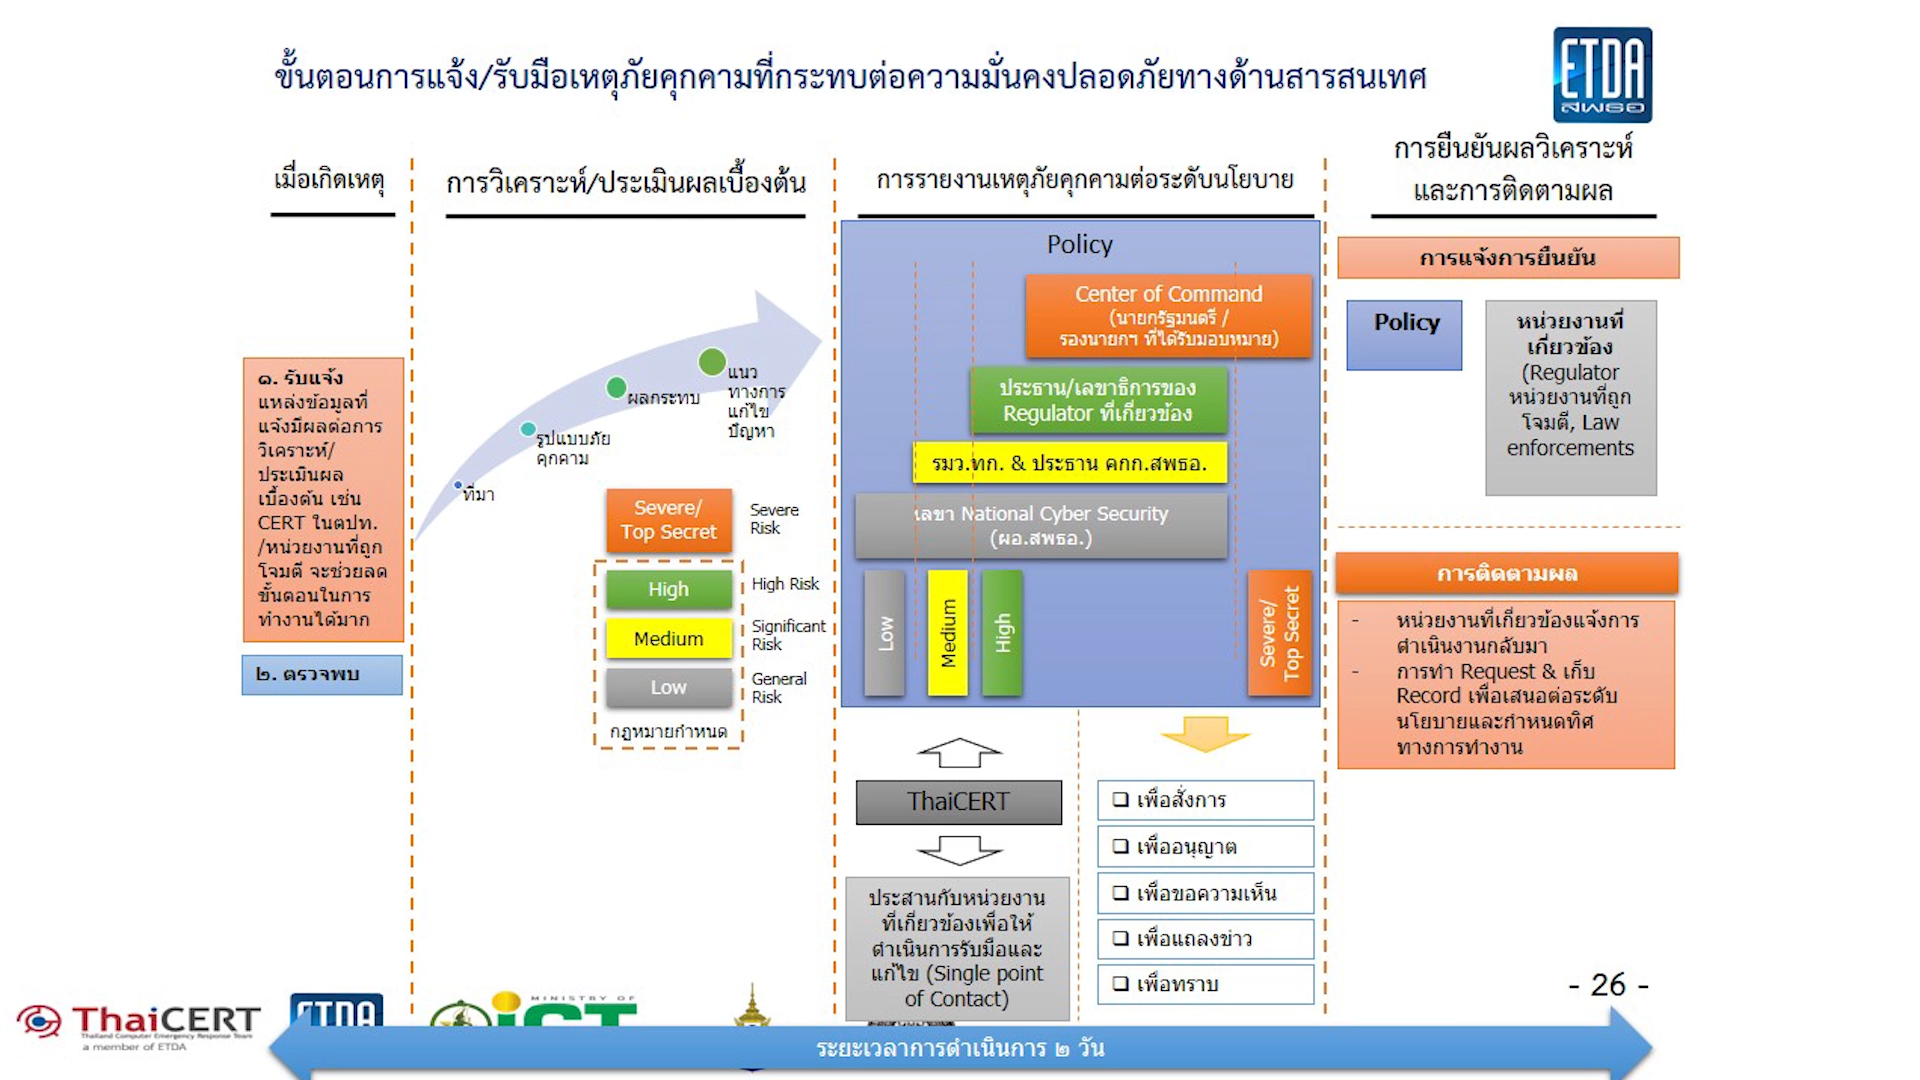 ขั้นตอนการแจ้ง/รับมือเหตุภัยคุกคามที่กระทบต่อความมั่นคงปลอดภัยทางด้านสารสนเทศ
ETDA
สพธอ
เมื่อเกิดเหตุ
๑. รับแจ้ง
แหล่งข้อมูลที่
แจ้งมีผลต่อการ
วิเคราะห์/
ประเมินผล
เบื้องต้น เช่น
CERT ในตปท.
/หน่วยงานที่ถูก
โจมตี จะช่วยลด
ขั้นตอนในการ
ทำงานได้มาก
๒. ตรวจพบ
การวิเคราะห์/ประเมินผลเบื้องต้น
ที่มา
รูปแบบภัย
คุกคาม
ผลกระทบ
แนว
ทางการ
แก้ไข
ปัญหา
Severe/
Top Secret
Severe
Risk
High
High Risk
Medium
Significant
Risk
Low
General
Risk
กฎหมายกำหนด
การรายงานเหตุภัยคุกคามต่อระดับนโยบาย
Policy
Center of Command
(นายกรัฐมนตรี /
รองนายกฯ ที่ได้รับมอบหมาย)
ประธาน/เลขาธิการของ
Regulator ที่เกี่ยวข้อง
รมว.ทก. & ประธาน คกก.สพธอ.
เลขา National Cyber Security
(ผอ.สพธอ.)
Low
Medium
High
Severe/
Top Secret
ThaiCERT
ประสานกับหน่วยงาน
ที่เกี่ยวข้องเพื่อให้
ดำเนินการรับมือและ
แก้ไข (Single point
of Contact)
❑ เพื่อสั่งการ
❑ เพื่ออนุญาต
❑ เพื่อขอความเห็น
❑ เพื่อแถลงข่าว
❑ เพื่อทราบ
การยืนยันผลวิเคราะห์
และการติดตามผล
การแจ้งการยืนยัน
Policy
หน่วยงานที่
เกี่ยวข้อง
(Regulator
หน่วยงานที่ถูก
โจมตี, Law
enforcements
การติดตามผล
- หน่วยงานที่เกี่ยวข้องแจ้งการ
ดำเนินงานกลับมา
- การทำ Request & เก็บ
Record เพื่อเสนอต่อระดับ
นโยบายและกำหนดทิศ
ทางการทำงาน
- 26 -
ThaiCERT
Thailand Computer Emergency Response Team
a member of ETDA
ETDA
MINISTRY OF
iCT
ระยะเวลาการดำเนินการ ๒ วัน